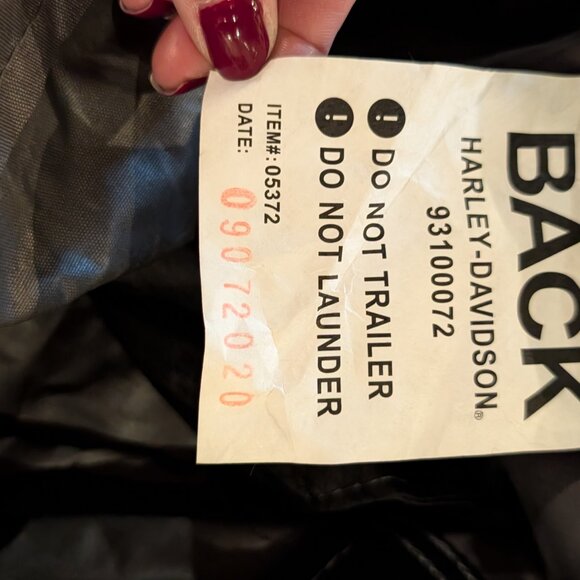 BACK
HARLEY-DAVIDSON®
93100072
! DO NOT TRAILER
! DO NOT LAUNDER
ITEM#: 05372
DATE: 09072020